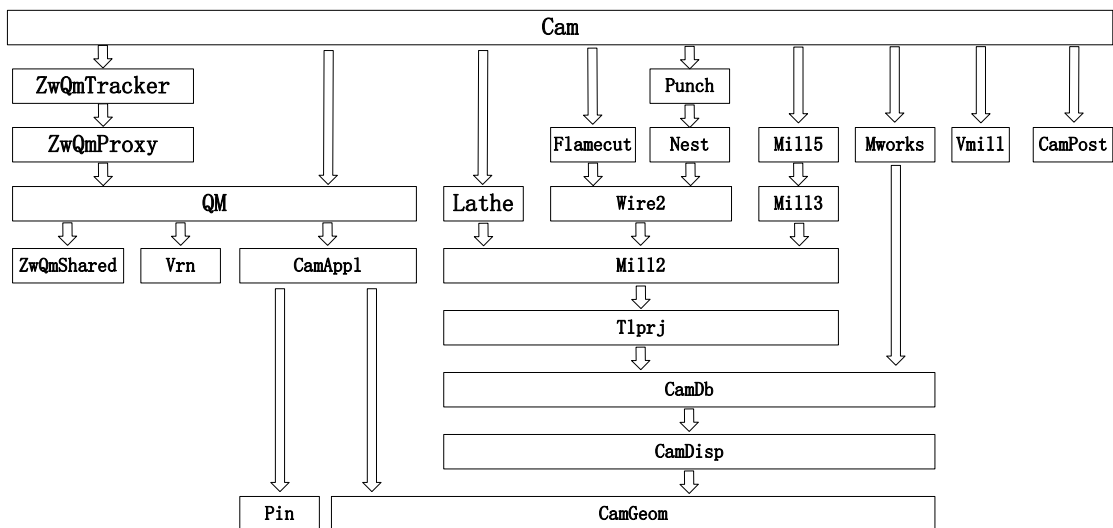 Cam
ZwQmTracker
Punch
ZwQmProxy
Flamecut
Nest
Mill5
Mworks
Vmill
CamPost
QM
Lathe
Wire2
Mill3
ZwQmShared
Vrn
CamAppl
Mill2
Tlprj
CamDb
CamDisp
Pin
CamGeom